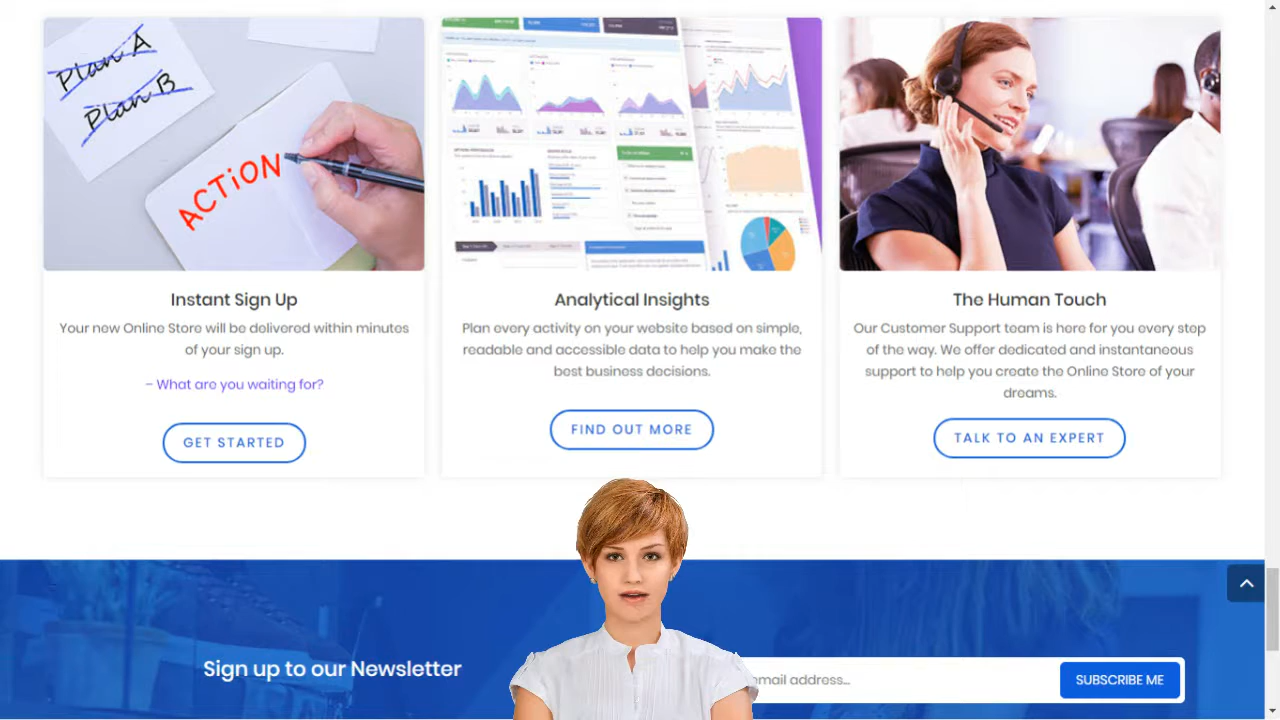 Plan A
Plan B
ACTiON
Instant Sign Up
Your new Online Store will be delivered within minutes
of your sign up.
– What are you waiting for?
GET STARTED
Analytical Insights
Plan every activity on your website based on simple,
readable and accessible data to help you make the
best business decisions.
FIND OUT MORE
The Human Touch
Our Customer Support team is here for you every step
of the way. We offer dedicated and instantaneous
support to help you create the Online Store of your
dreams.
TALK TO AN EXPERT
Sign up to our Newsletter
address...
SUBSCRIBE ME